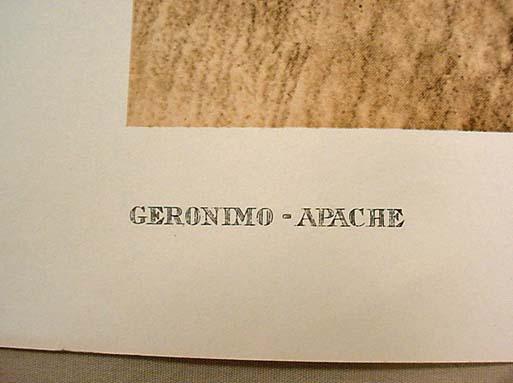 GERONIMO - APACHE